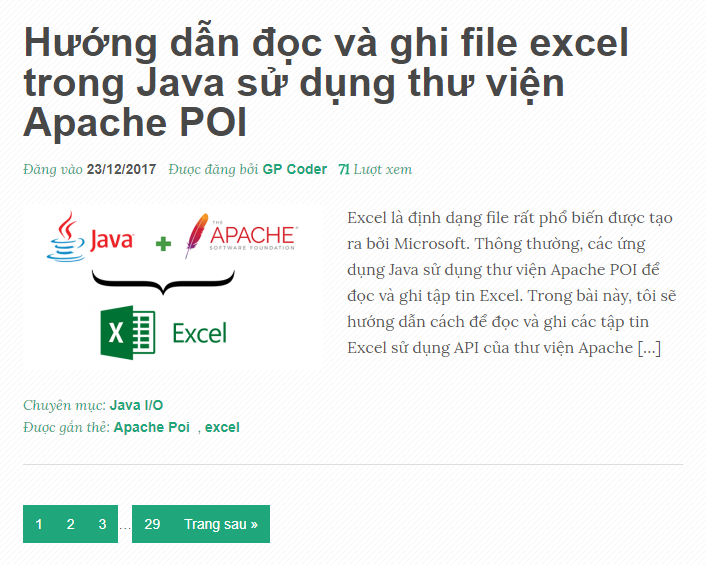 Hướng dẫn đọc và ghi file excel
trong Java sử dụng thư viện
Apache POI
Đăng vào 23/12/2017 Được đăng bởi GP Coder 71 Lượt xem
Java
+
THE
APACHE
SOFTWARE FOUNDATION
X
Excel
Excel là định dạng file rất phổ biến được tạo
ra bởi Microsoft. Thông thường, các ứng
dụng Java sử dụng thư viện Apache POI để
đọc và ghi tập tin Excel. Trong bài này, tôi sẽ
hướng dẫn cách để đọc và ghi các tập tin
Excel sử dụng API của thư viện Apache [...]
Chuyên mục: Java I/O
Được gắn thẻ: Apache Poi , excel
1 2 3 ... 29 Trang sau »